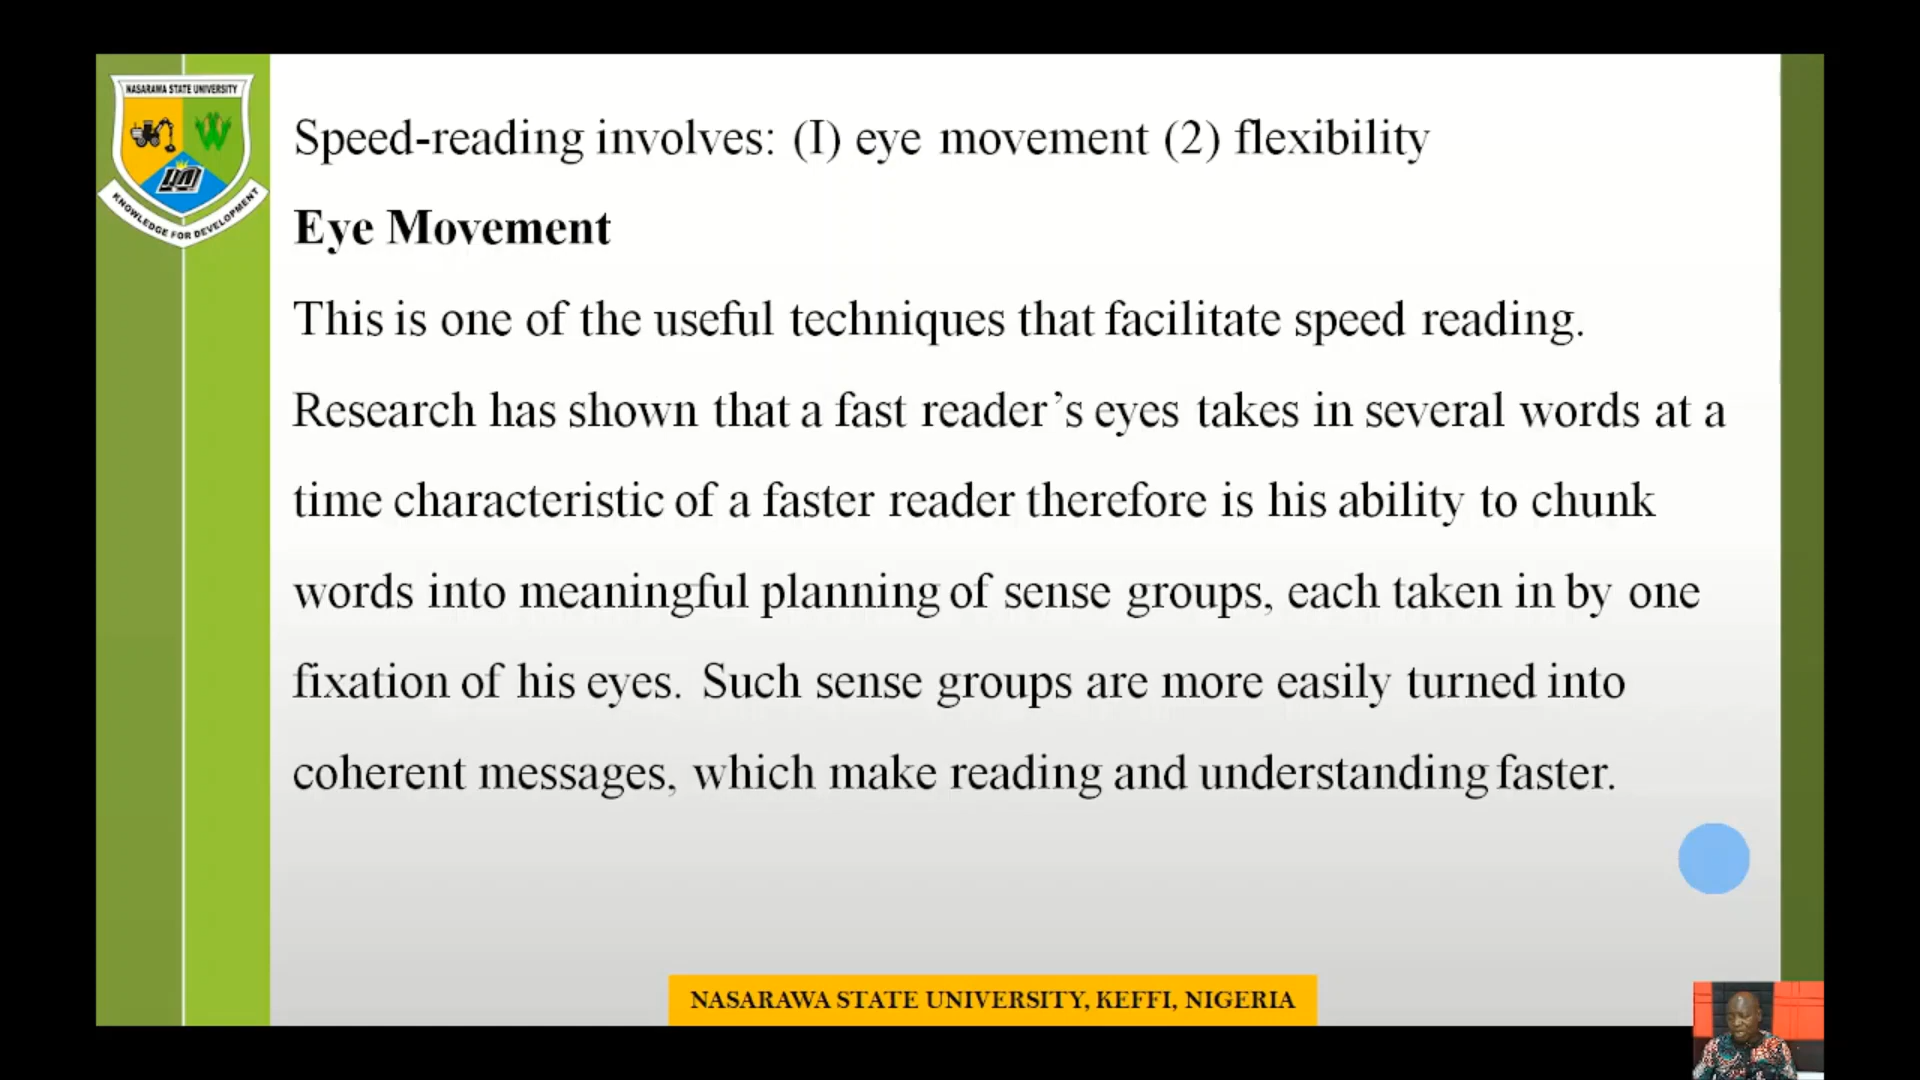 NASARAWA STATE UNIVERSITY
KNOWLEDGE FOR DEVELOPMENT
Speed-reading involves: (I) eye movement (2) flexibility
Eye Movement
This is one of the useful techniques that facilitate speed reading.
Research has shown that a fast reader’s eyes takes in several words at a
time characteristic of a faster reader therefore is his ability to chunk
words into meaningful planning of sense groups, each taken in by one
fixation of his eyes. Such sense groups are more easily turned into
coherent messages, which make reading and understanding faster.
NASARAWA STATE UNIVERSITY, KEFFI, NIGERIA